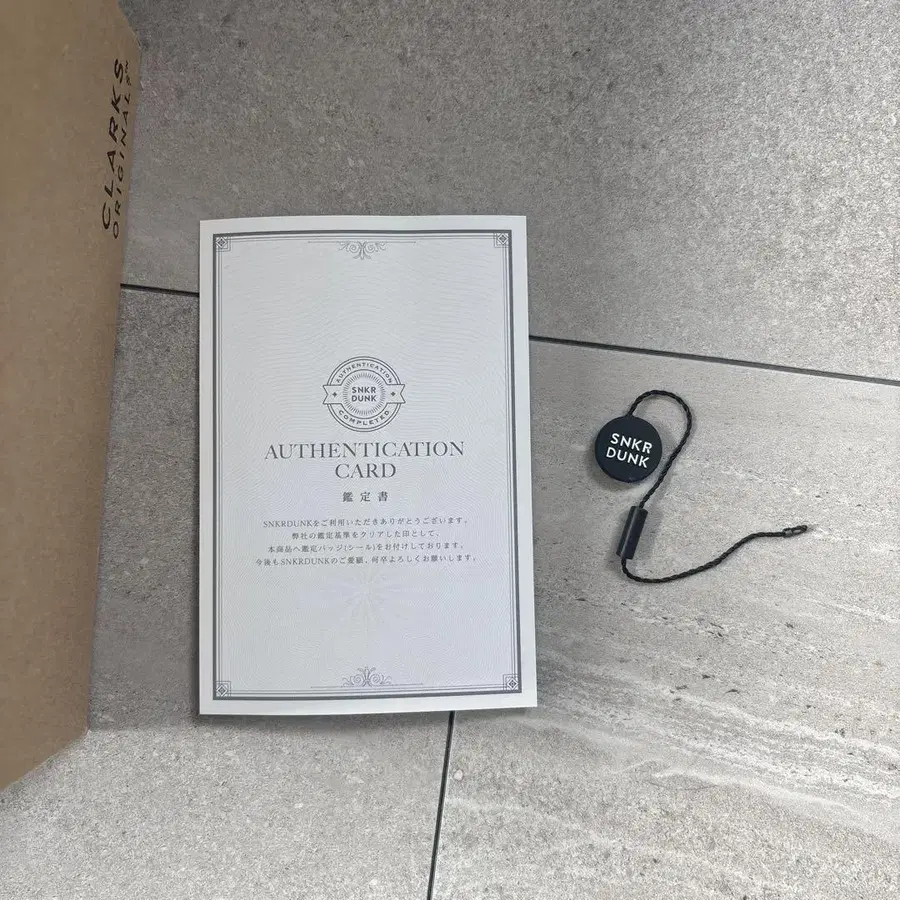 CLARKS
ORIGINALS™
AUTHENTICATION
SNKR
DUNK
COMPLETED
AUTHENTICATION
CARD
鑑定書
SNKRDUNKをご利用いただきありがとうございます。
弊社の鑑定基準をクリアした印として、
本商品へ鑑定バッジ(シール)をお付けしております。
今後もSNKRDUNKのご愛顧、何卒よろしくお願いします。
SNKR
DUNK